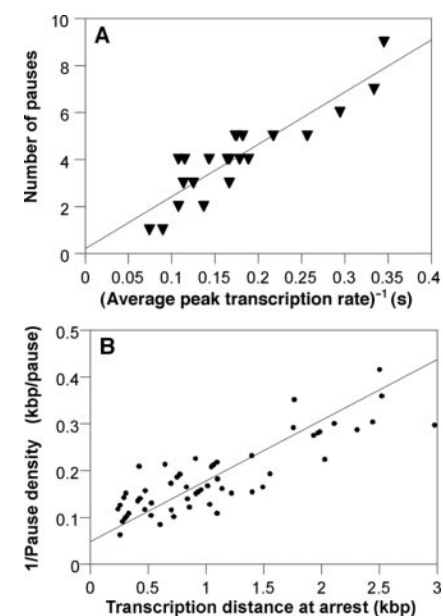 A
Number of pauses
10
8
6
4
2
0
0 0.05 0.1 0.15 0.2 0.25 0.3 0.35 0.4
(Average peak transcription rate)⁻¹ (s)
B
1/Pause density (kbp/pause)
0.5
0.4
0.3
0.2
0.1
0
0 0.5 1 1.5 2 2.5 3
Transcription distance at arrest (kbp)